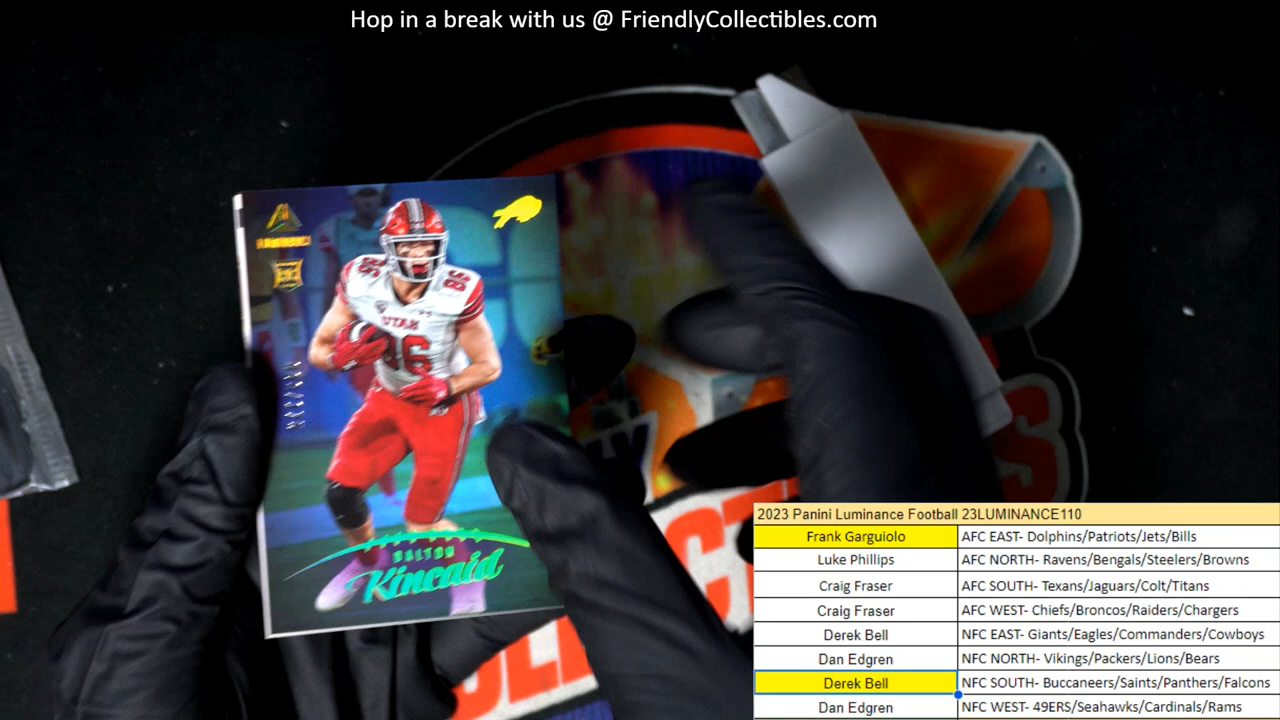 Hop in a break with us @ FriendlyCollectibles.com
LUMINANCE
RC
86
86
UTAH
86
DALTON
Kincaid
2023 Panini Luminance Football 23LUMINANCE110
Frank Garguiolo AFC EAST- Dolphins/Patriots/Jets/Bills
Luke Phillips AFC NORTH- Ravens/Bengals/Steelers/Browns
Craig Fraser AFC SOUTH- Texans/Jaguars/Colt/Titans
Craig Fraser AFC WEST- Chiefs/Broncos/Raiders/Chargers
Derek Bell NFC EAST- Giants/Eagles/Commanders/Cowboys
Dan Edgren NFC NORTH- Vikings/Packers/Lions/Bears
Derek Bell NFC SOUTH- Buccaneers/Saints/Panthers/Falcons
Dan Edgren NFC WEST- 49ERS/Seahawks/Cardinals/Rams